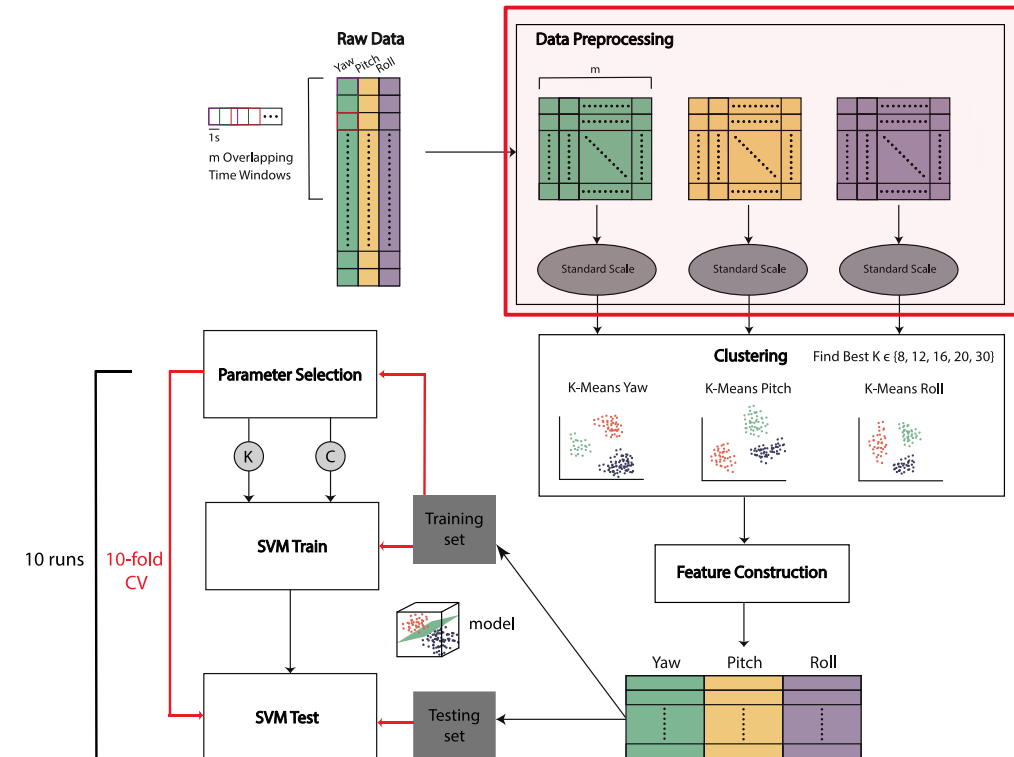 Raw Data
Yaw Pitch Roll
1s
m Overlapping
Time Windows
Data Preprocessing
m
Standard Scale
Standard Scale
Standard Scale
Clustering
Find Best K ϵ {8, 12, 16, 20, 30}
K-Means Yaw
K-Means Pitch
K-Means Roll
Parameter Selection
K
C
Training
set
SVM Train
10 runs
10-fold
CV
Feature Construction
model
Yaw
Pitch
Roll
SVM Test
Testing
set